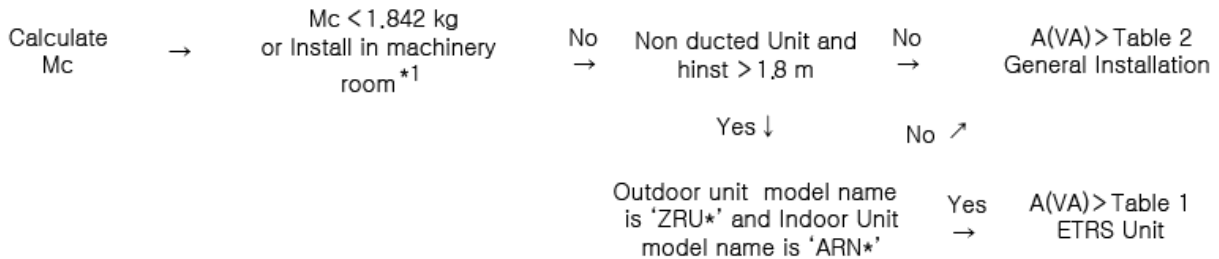 Calculate
Mc
→
Mc < 1.842 kg
or Install in machinery
room *1
No
→
Non ducted Unit and
hinst > 1.8 m
No
→
A(VA) > Table 2
General Installation
Yes ↓
No ↗
Outdoor unit model name
is ‘ZRU*’ and Indoor Unit
model name is ‘ARN*’
Yes
→
A(VA) > Table 1
ETRS Unit